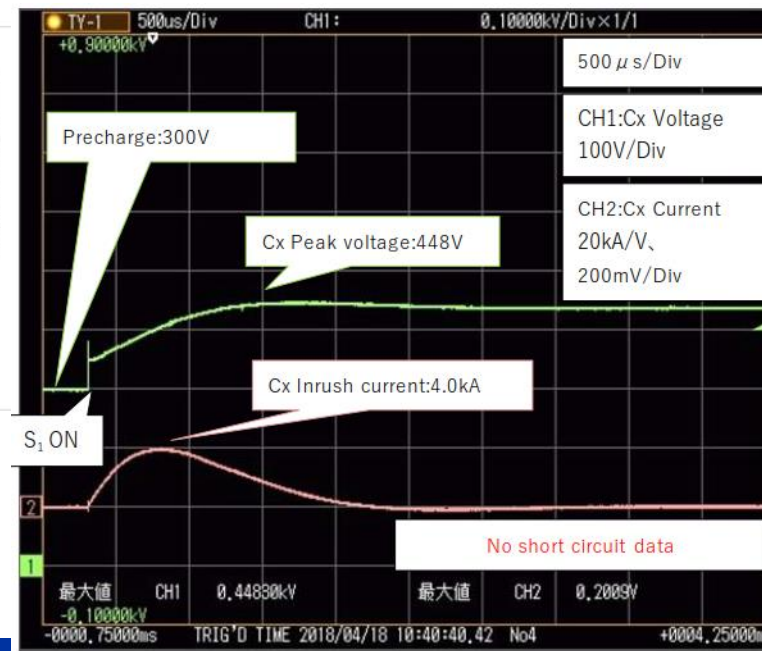 TY-1 500us/Div CH1: 0.10000kV/Div×1/1
+0.90000kV
500μs/Div
CH1:Cx Voltage
100V/Div
CH2:Cx Current
20kA/V、
200mV/Div
Precharge:300V
Cx Peak voltage:448V
Cx Inrush current:4.0kA
S₁ ON
2
No short circuit data
1
最大値 CH1 0.44880kV 最大値 CH2 0.2009V
-0.10000kV
-0000.75000ms TRIG'D TIME 2018/04/18 10:40:40.42 No4 +0004.25000m